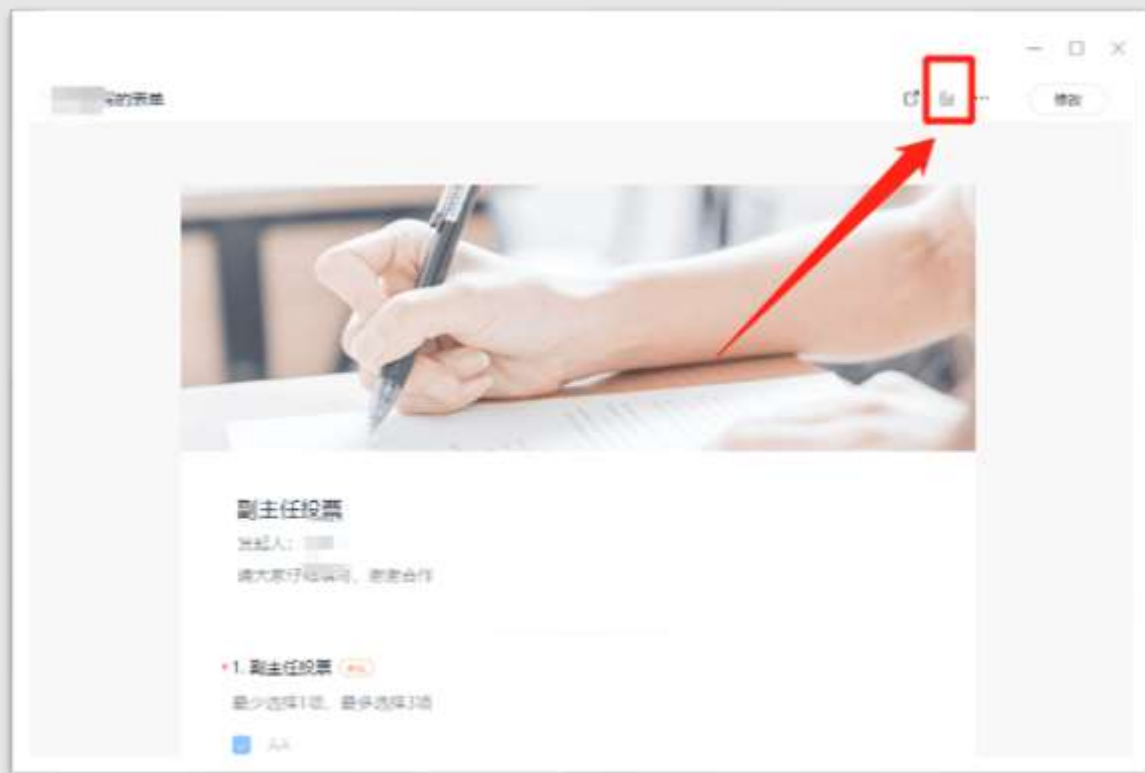 的表单
修改
副主任投票
发起人：
请大家仔细填写，谢谢合作
*1. 副主任投票
最少选择1项，最多选择3项
AA